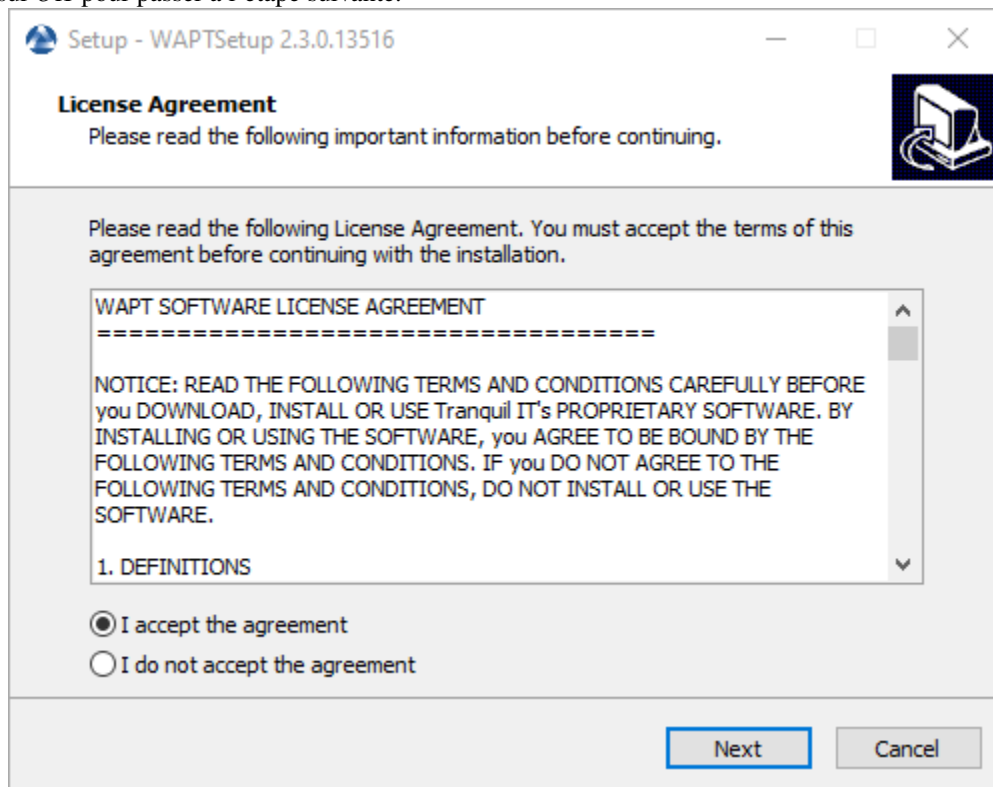 pour passer à l'étape suivante.
Setup - WAPTSetup 2.3.0.13516
License Agreement
Please read the following important information before continuing.
Please read the following License Agreement. You must accept the terms of this
agreement before continuing with the installation.
WAPT SOFTWARE LICENSE AGREEMENT
===================================
NOTICE: READ THE FOLLOWING TERMS AND CONDITIONS CAREFULLY BEFORE
you DOWNLOAD, INSTALL OR USE Tranquil IT's PROPRIETARY SOFTWARE. BY
INSTALLING OR USING THE SOFTWARE, you AGREE TO BE BOUND BY THE
FOLLOWING TERMS AND CONDITIONS. IF you DO NOT AGREE TO THE
FOLLOWING TERMS AND CONDITIONS, DO NOT INSTALL OR USE THE
SOFTWARE.
1. DEFINITIONS
I accept the agreement
I do not accept the agreement
Next
Cancel